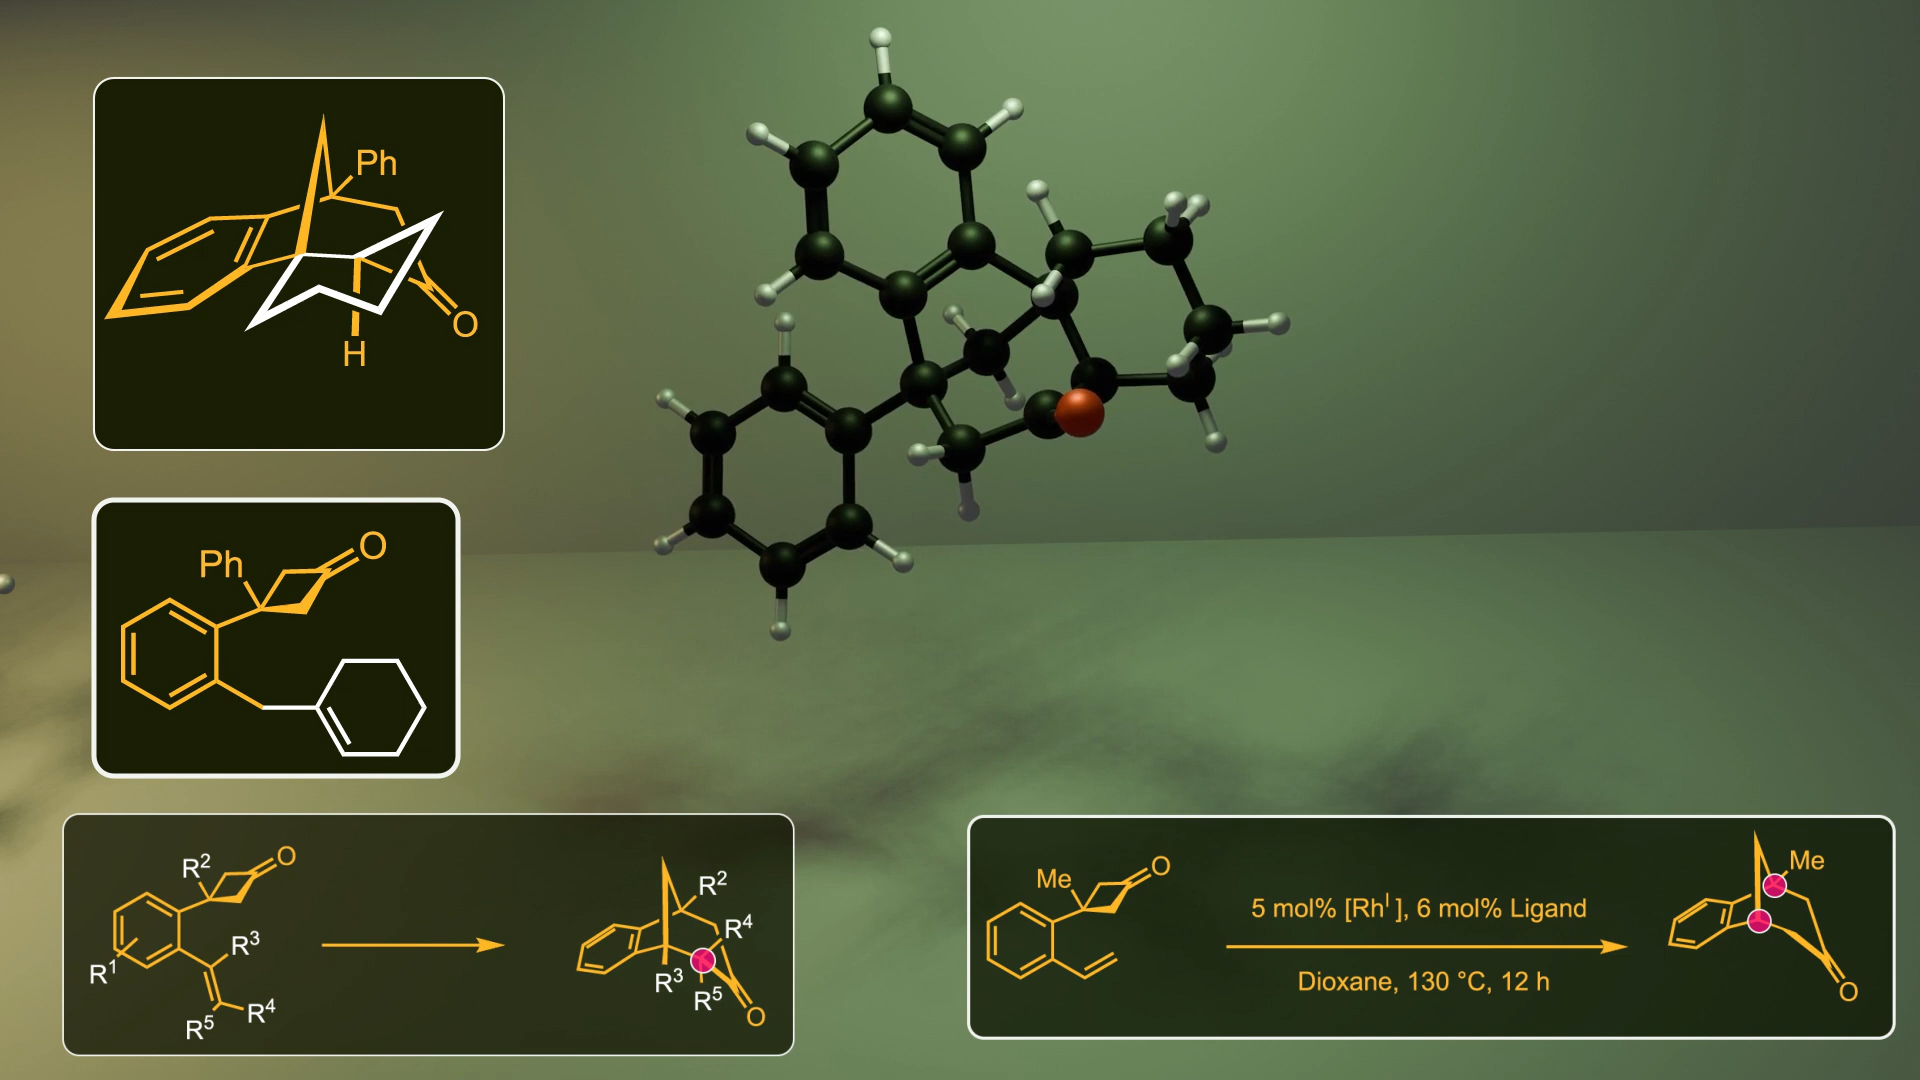 Ph
O
H
Ph
O
R²
O
R³
R¹
R⁴
R⁵
R²
R⁴
R³
R⁵
O
Me
O
5 mol% [Rhᴵ], 6 mol% Ligand
Dioxane, 130 °C, 12 h
Me
O